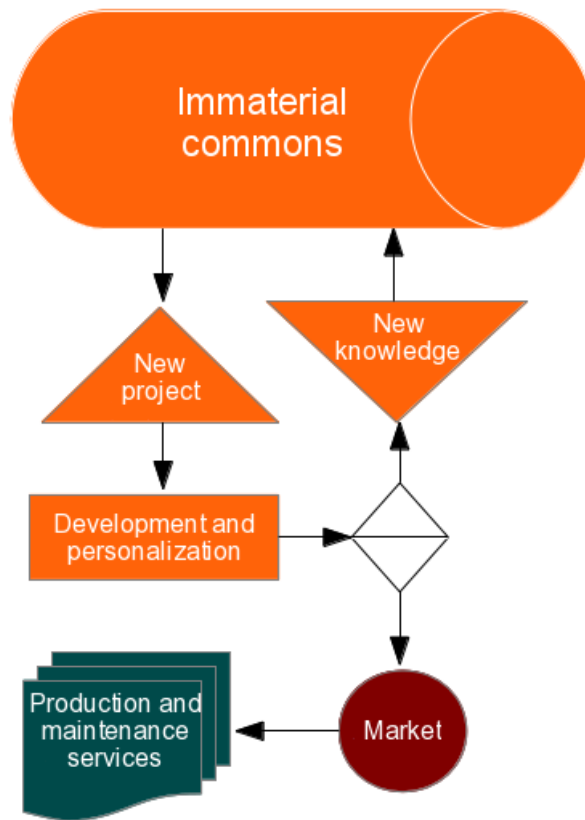 Immaterial
commons
New
project
New
knowledge
Development and
personalization
Production and
maintenance
services
Market